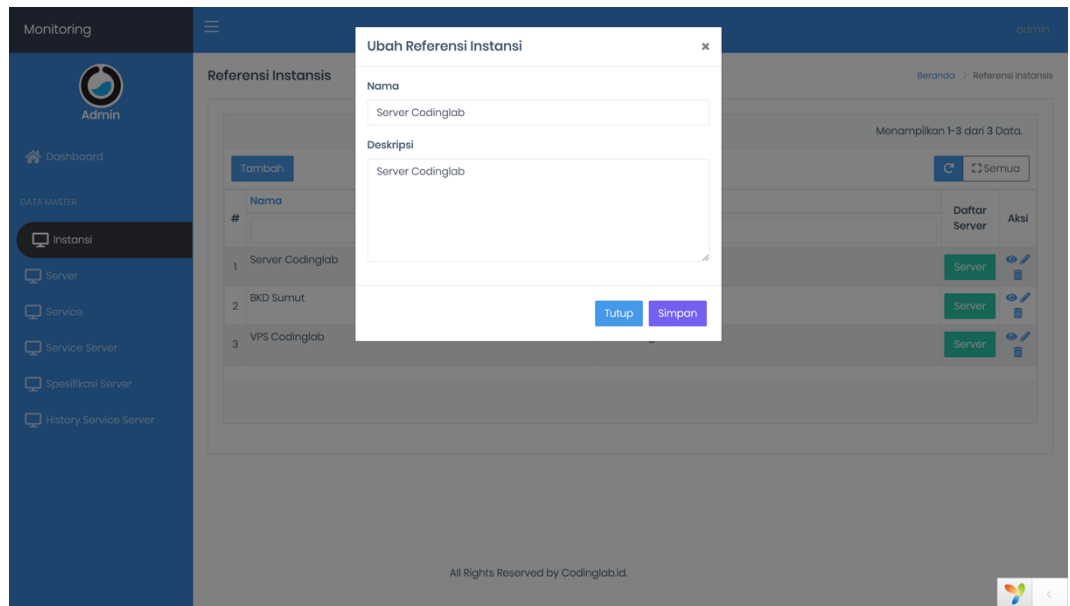 Monitoring
admin
Admin
Dashboard
DATA MASTER
Instansi
Server
Service
Service Server
Spesifikasi Server
History Service Server
Referensi Instansis
Beranda > Referensi Instansis
Menampilkan 1-3 dari 3 Data.
Tambah
Semua
# Nama Daftar Server Aksi
1 Server Codinglab Server
2 BKD Sumut Server
3 VPS Codinglab Server
Ubah Referensi Instansi ×
Nama
Server Codinglab
Deskripsi
Server Codinglab
Tutup Simpan
All Rights Reserved by Codinglab.id.